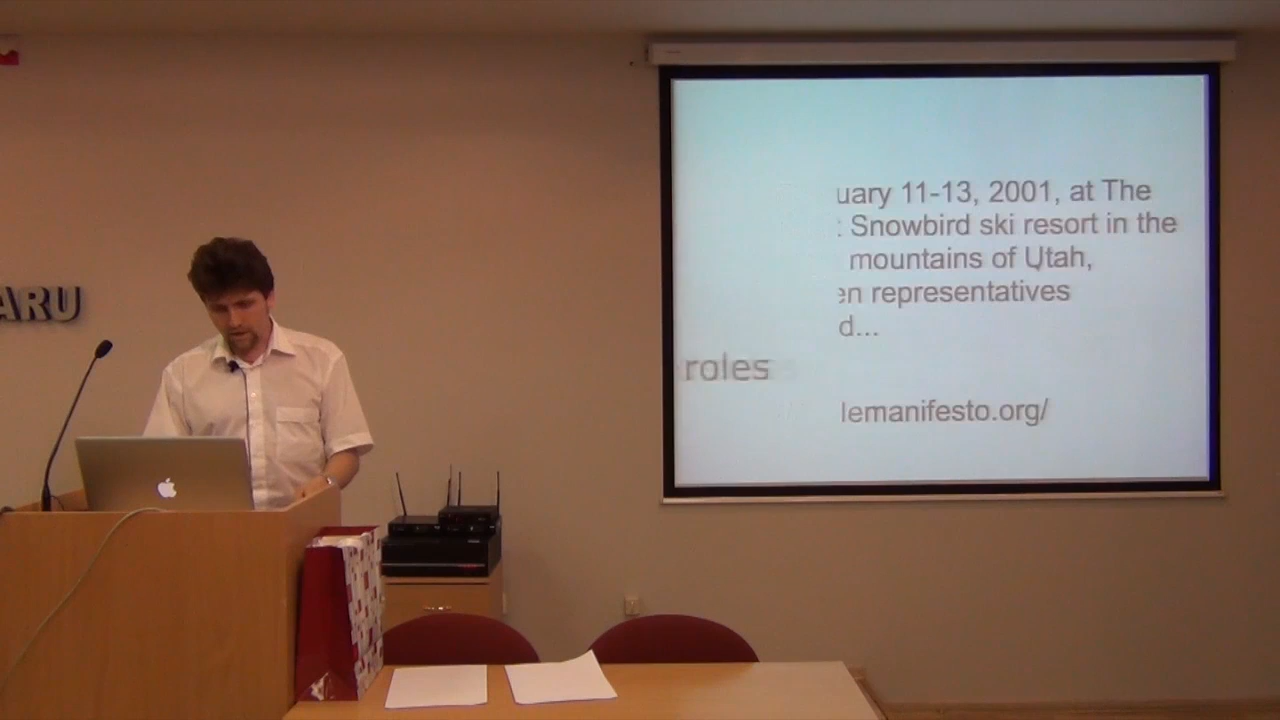 ARU
uary 11-13, 2001, at The
: Snowbird ski resort in the
mountains of Utah,
en representatives
d...
roles
lemanifesto.org/